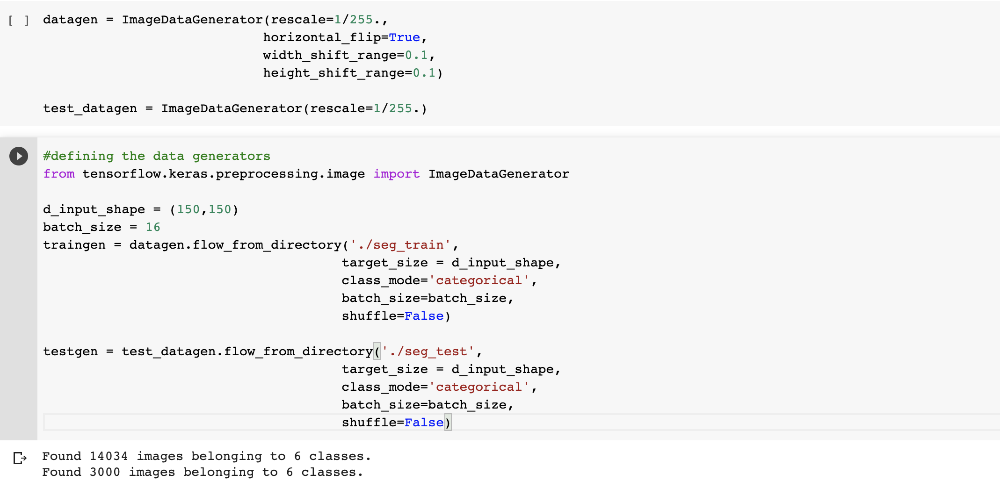 [ ] datagen = ImageDataGenerator(rescale=1/255.,
horizontal_flip=True,
width_shift_range=0.1,
height_shift_range=0.1)
test_datagen = ImageDataGenerator(rescale=1/255.)
#defining the data generators
from tensorflow.keras.preprocessing.image import ImageDataGenerator
d_input_shape = (150,150)
batch_size = 16
traingen = datagen.flow_from_directory('./seg_train',
target_size = d_input_shape,
class_mode='categorical',
batch_size=batch_size,
shuffle=False)
testgen = test_datagen.flow_from_directory('./seg_test',
target_size = d_input_shape,
class_mode='categorical',
batch_size=batch_size,
shuffle=False)
Found 14034 images belonging to 6 classes.
Found 3000 images belonging to 6 classes.